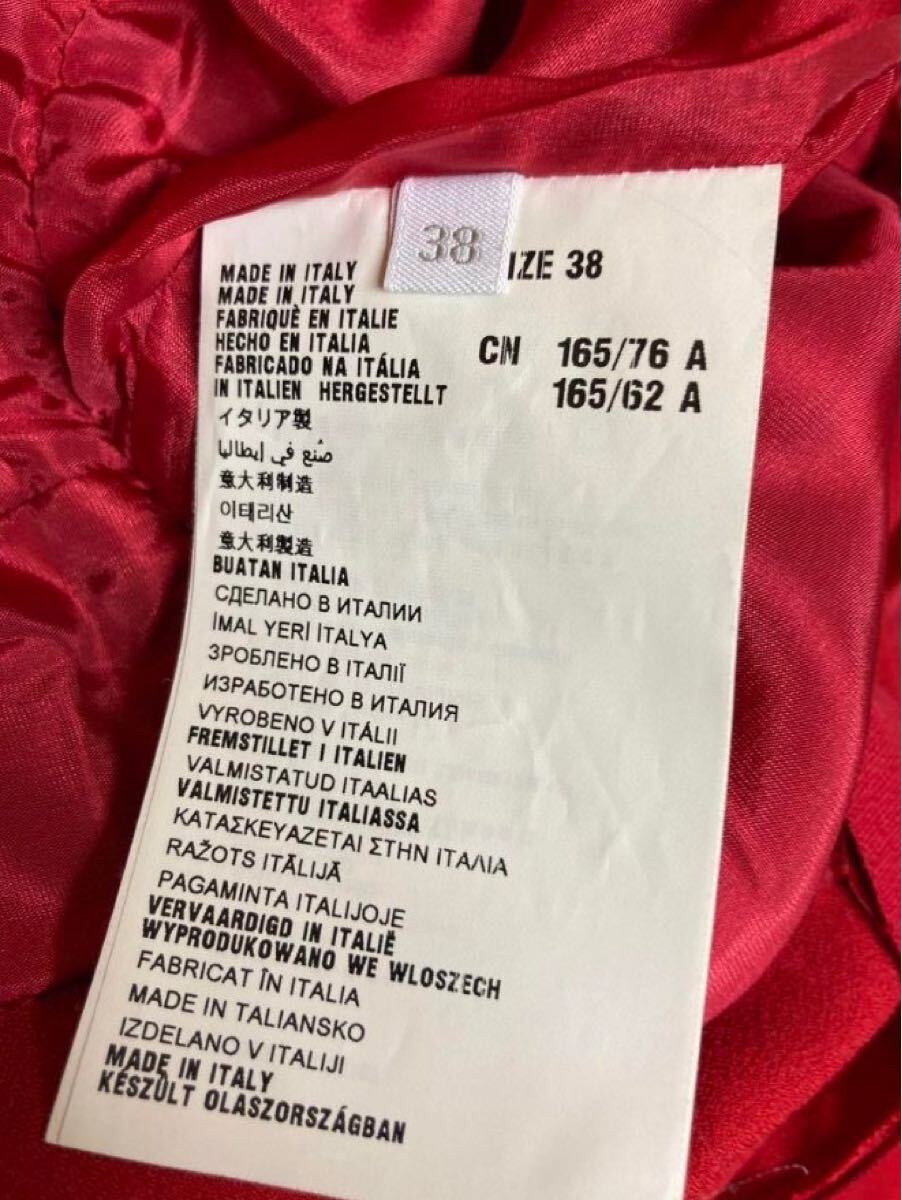 38
IZE 38
CN 165/76 A
165/62 A
MADE IN ITALY
MADE IN ITALY
FABRIQUÈ EN ITALIE
HECHO EN ITALIA
FABRICADO NA ITÁLIA
IN ITALIEN HERGESTELLT
イタリア製
صُنع في إيطاليا
意大利制造
이테리산
意大利製造
BUATAN ITALIA
СДЕЛАНО В ИТАЛИИ
İMAL YERİ İTALYA
ЗРОБЛЕНО В ІТАЛІЇ
ИЗРАБОТЕНО В ИТАЛИЯ
VYROBENO V ITÁLII
FREMSTILLET I ITALIEN
VALMISTATUD ITAALIAS
VALMISTETTU ITALIASSA
ΚΑΤΑΣΚΕΥΑΖΕΤΑΙ ΣΤΗΝ ΙΤΑΛΙΑ
RAŽOTS ITĀLIJĀ
PAGAMINTA ITALIJOJE
VERVAARDIGD IN ITALIË
WYPRODUKOWANO WE WLOSZECH
FABRICAT ÎN ITALIA
MADE IN TALIANSKO
IZDELANO V ITALIJI
MADE IN ITALY
KÉSZÜLT OLASZORSZÁGBAN